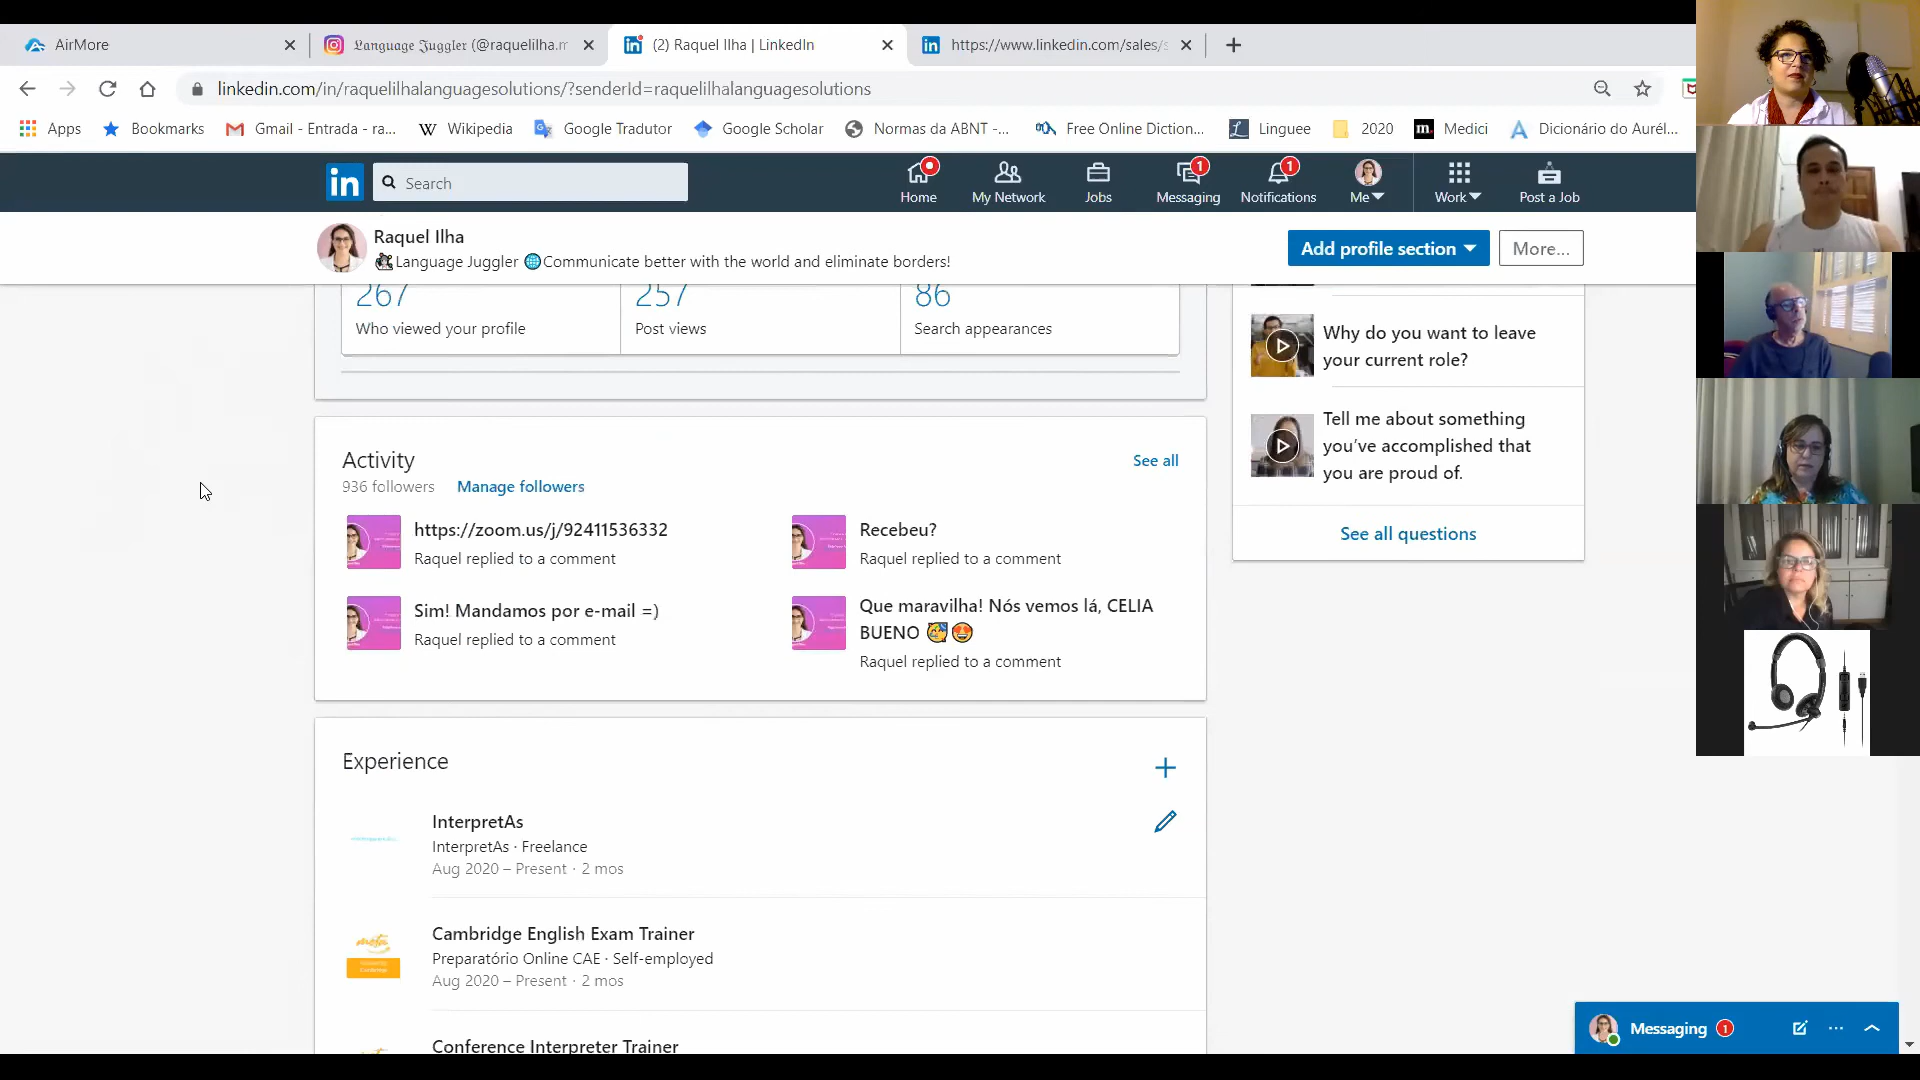 AirMore
𝔏𝔞𝔫𝔤𝔲𝔞𝔤𝔢 𝔍𝔲𝔤𝔤𝔩𝔢𝔯 (@raquelilha.m
(2) Raquel Ilha | LinkedIn
https://www.linkedin.com/sales/s
linkedin.com/in/raquelilhalanguagesolutions/?senderId=raquelilhalanguagesolutions
Apps
Bookmarks
Gmail - Entrada - ra...
Wikipedia
Google Tradutor
Google Scholar
Normas da ABNT -...
Free Online Diction...
Linguee
2020
Medici
Dicionário do Aurél...
in
Search
Home
My Network
Jobs
1
Messaging
1
Notifications
Me
Work
Post a Job
Raquel Ilha
Language Juggler 🌐Communicate better with the world and eliminate borders!
Add profile section
More...
267
Who viewed your profile
257
Post views
86
Search appearances
Why do you want to leave
your current role?
Tell me about something
you've accomplished that
you are proud of.
See all questions
Activity
See all
936 followers
Manage followers
https://zoom.us/j/92411536332
Raquel replied to a comment
Recebeu?
Raquel replied to a comment
Sim! Mandamos por e-mail =)
Raquel replied to a comment
Que maravilha! Nós vemos lá, CELIA
BUENO 🥳🤩
Raquel replied to a comment
Experience
InterpretAs
InterpretAs · Freelance
Aug 2020 – Present · 2 mos
Cambridge English Exam Trainer
Preparatório Online CAE · Self-employed
Aug 2020 – Present · 2 mos
Conference Interpreter Trainer
Messaging 1